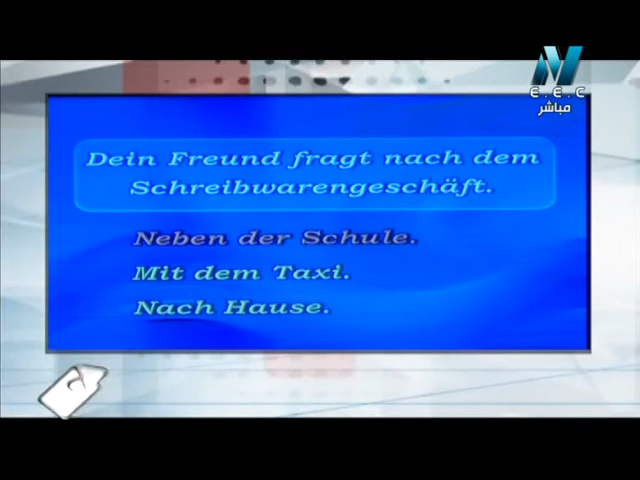 E.E.C
مباشر
Dein Freund fragt nach dem
Schreibwarengeschäft.
Neben der Schule.
Mit dem Taxi.
Nach Hause.